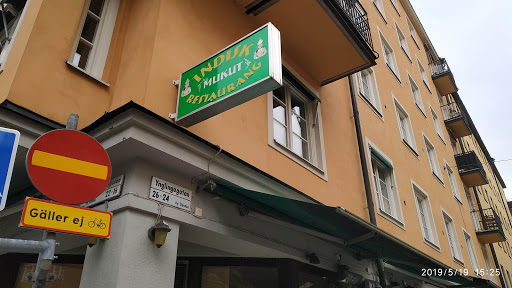 INDISK
MUKUT
RESTAURANG
Ynglingagatan
26-24
Gäller ej
2019/5/19 15:25